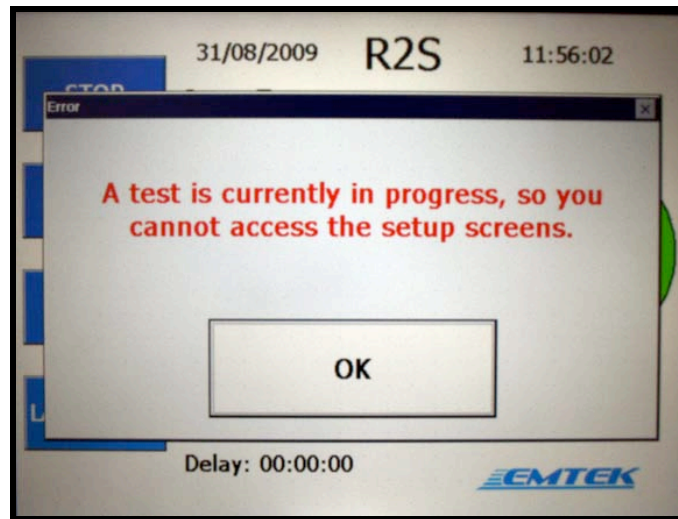 31/08/2009 R2S 11:56:02
STOP
Error
A test is currently in progress, so you
cannot access the setup screens.
OK
Delay: 00:00:00
EMTEK